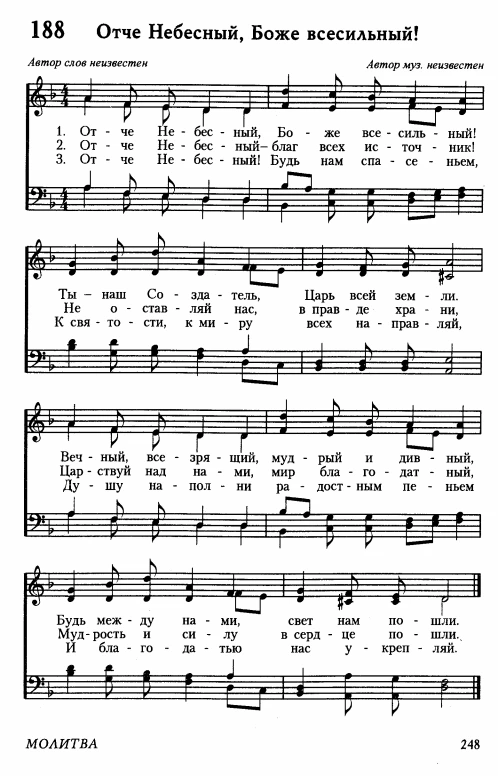 188 Отче Небесный, Боже всесильный!
Автор слов неизвестен Автор муз. неизвестен
1. От - че Не - бес - ный, Бо - же все - силь - ный!
2. От - че Не - бес - ный–благ всех ис - точ - ник!
3. От - че Не - бес - ный! Будь нам спа - се - ньем,
Ты – наш Со - зда - тель, Царь всей зем - ли.
Не о - став - ляй нас, в прав - де хра - ни,
К свя - то - сти, к ми - ру всех на - прав - ляй,
Веч - ный, все - зря - щий, муд - рый и див - ный,
Цар - ствуй над на - ми, мир бла - го - дат - ный,
Ду - шу на - пол - ни ра - дост - ным пе - ньем
Будь меж - ду на - ми, свет нам по - шли.
Муд - рость и си - лу в серд - це по - шли.
И бла - го - да - тью нас у - креп - ляй.
МОЛИТВА 248